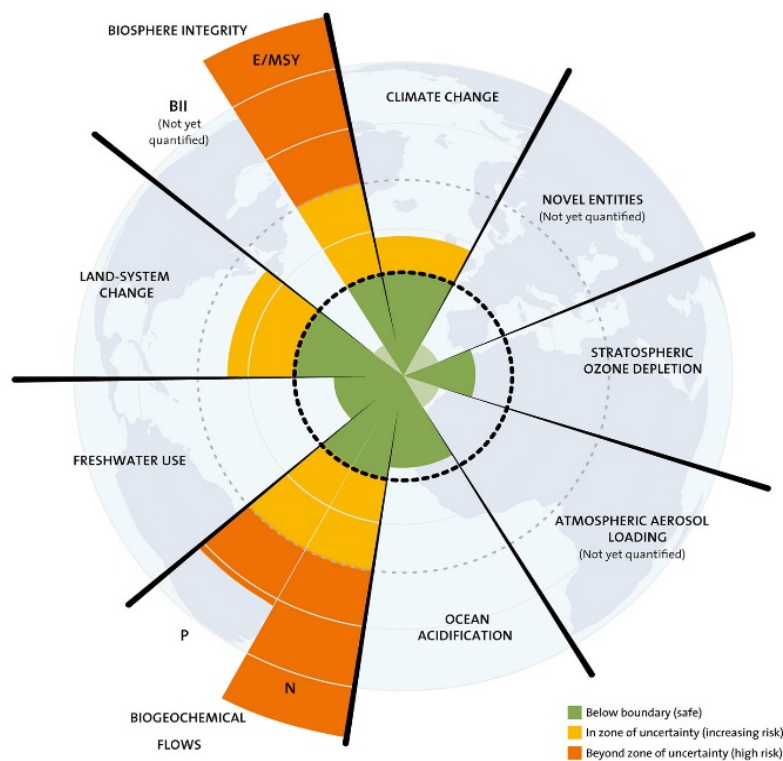 BIOSPHERE INTEGRITY
E/MSY
BII
(Not yet
quantified)
CLIMATE CHANGE
NOVEL ENTITIES
(Not yet quantified)
LAND-SYSTEM
CHANGE
STRATOSPHERIC
OZONE DEPLETION
FRESHWATER USE
ATMOSPHERIC AEROSOL
LOADING
(Not yet quantified)
OCEAN
ACIDIFICATION
P
N
BIOGEOCHEMICAL
FLOWS
Below boundary (safe)
In zone of uncertainty (increasing risk)
Beyond zone of uncertainty (high risk)